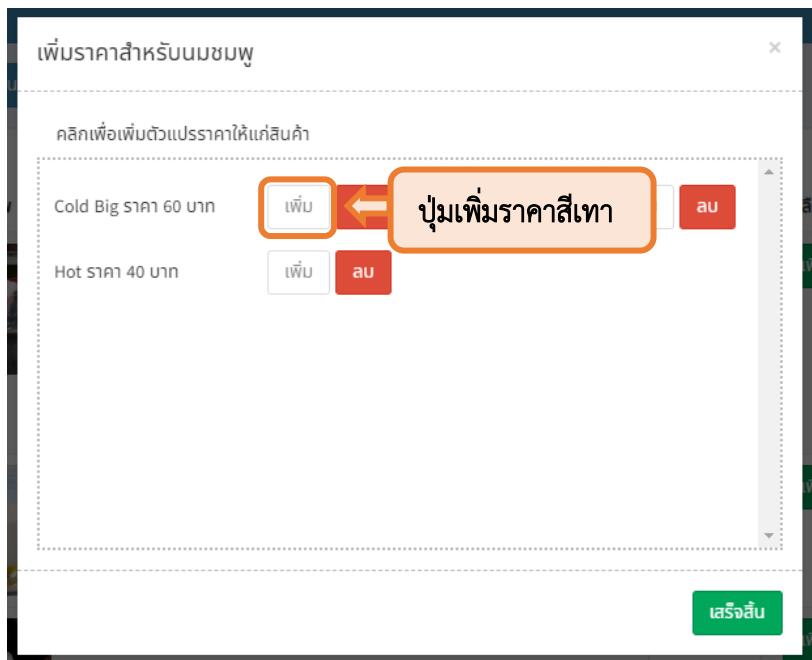 เพิ่มราคาสำหรับนมชมพู ×
คลิกเพื่อเพิ่มตัวแปรราคาให้แก่สินค้า
Cold Big ราคา 60 บาท เพิ่ม ปุ่มเพิ่มราคาสีเทา ลบ
Hot ราคา 40 บาท เพิ่ม ลบ
เสร็จสิ้น